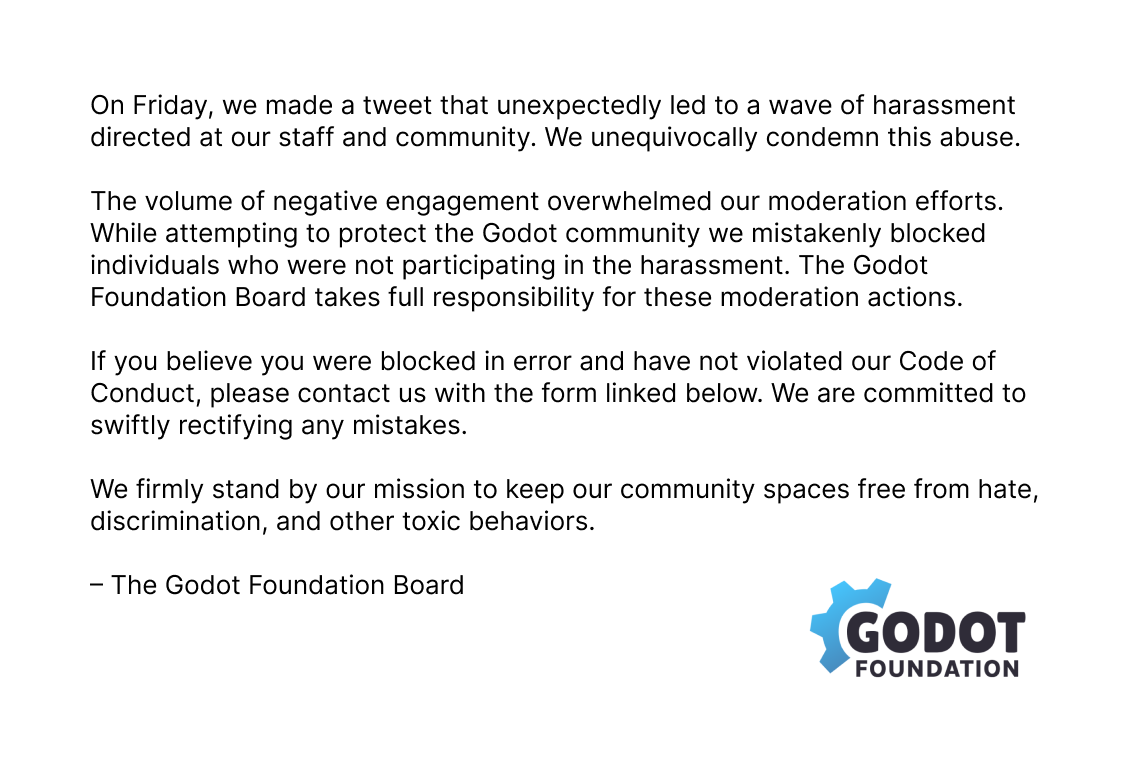 On Friday, we made a tweet that unexpectedly led to a wave of harassment
directed at our staff and community. We unequivocally condemn this abuse.
The volume of negative engagement overwhelmed our moderation efforts.
While attempting to protect the Godot community we mistakenly blocked
individuals who were not participating in the harassment. The Godot
Foundation Board takes full responsibility for these moderation actions.
If you believe you were blocked in error and have not violated our Code of
Conduct, please contact us with the form linked below. We are committed to
swiftly rectifying any mistakes.
We firmly stand by our mission to keep our community spaces free from hate,
discrimination, and other toxic behaviors.
– The Godot Foundation Board
GODOT
FOUNDATION